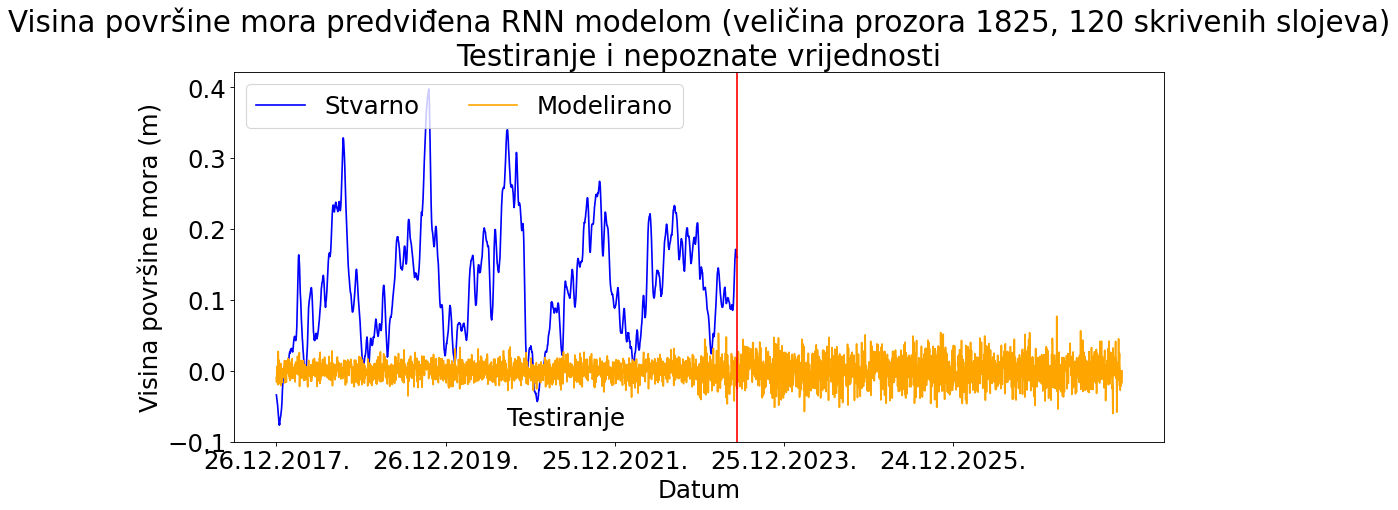 Visina površine mora predviđena RNN modelom (veličina prozora 1825, 120 skrivenih slojeva)
Testiranje i nepoznate vrijednosti
Stvarno Modelirano
Visina površine mora (m)
0.4
0.3
0.2
0.1
0.0
−0.1
Testiranje
26.12.2017. 26.12.2019. 25.12.2021. 25.12.2023. 24.12.2025.
Datum